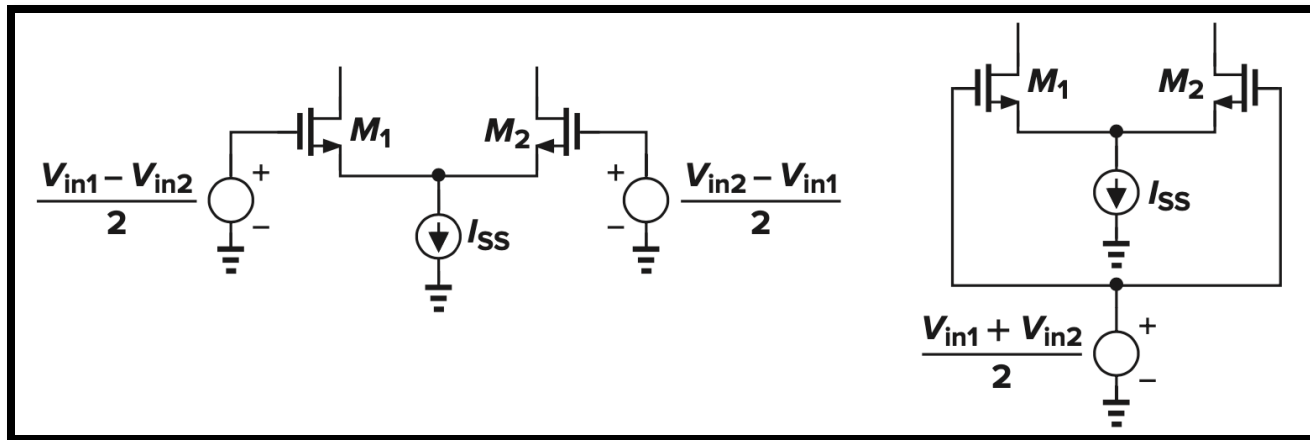 M1
M2
Vin1 – Vin2
2
+
–
ISS
+
–
Vin2 – Vin1
2
M1
M2
ISS
Vin1 + Vin2
2
+
–